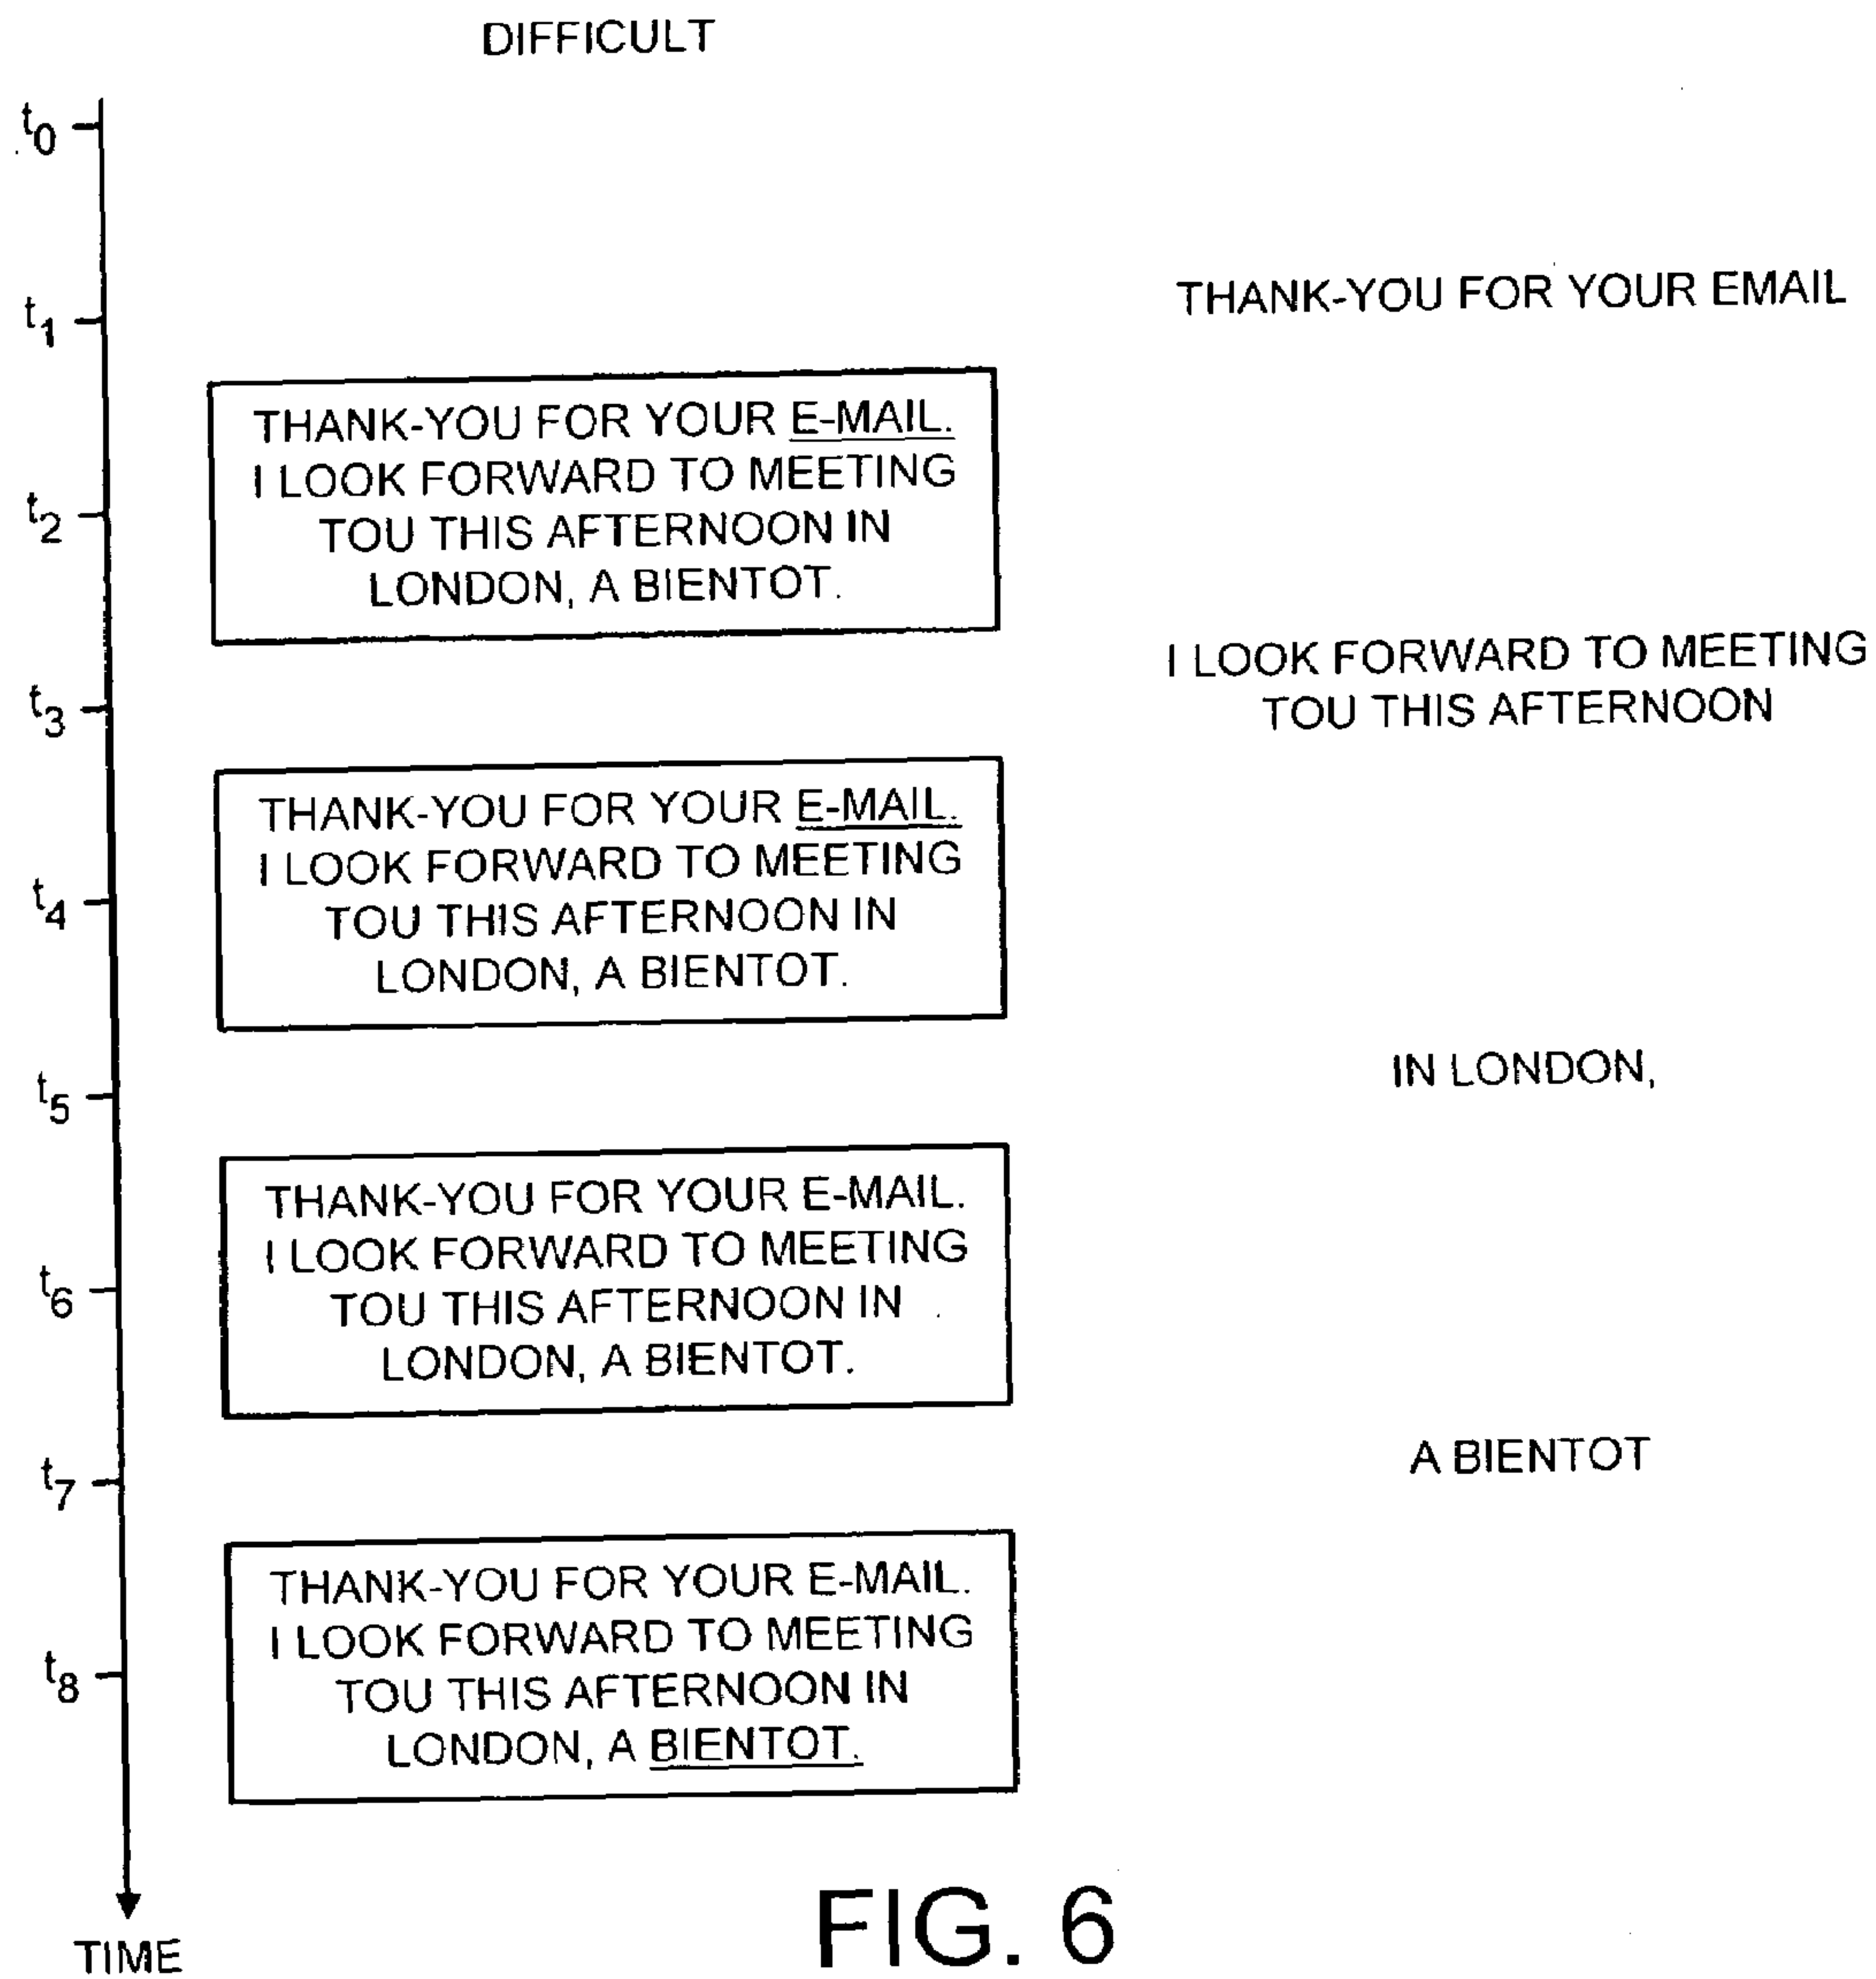 DIFFICULT
t0
THANK-YOU FOR YOUR EMAIL
t1
THANK-YOU FOR YOUR E-MAIL.
I LOOK FORWARD TO MEETING
t2
TOU THIS AFTERNOON IN
LONDON, A BIENTOT.
I LOOK FORWARD TO MEETING
TOU THIS AFTERNOON
t3
THANK-YOU FOR YOUR E-MAIL.
I LOOK FORWARD TO MEETING
t4
TOU THIS AFTERNOON IN
LONDON, A BIENTOT.
IN LONDON,
t5
THANK-YOU FOR YOUR E-MAIL.
I LOOK FORWARD TO MEETING
t6
TOU THIS AFTERNOON IN
LONDON, A BIENTOT.
A BIENTOT
t7
THANK-YOU FOR YOUR E-MAIL.
I LOOK FORWARD TO MEETING
t8
TOU THIS AFTERNOON IN
LONDON, A BIENTOT.
TIME
FIG. 6